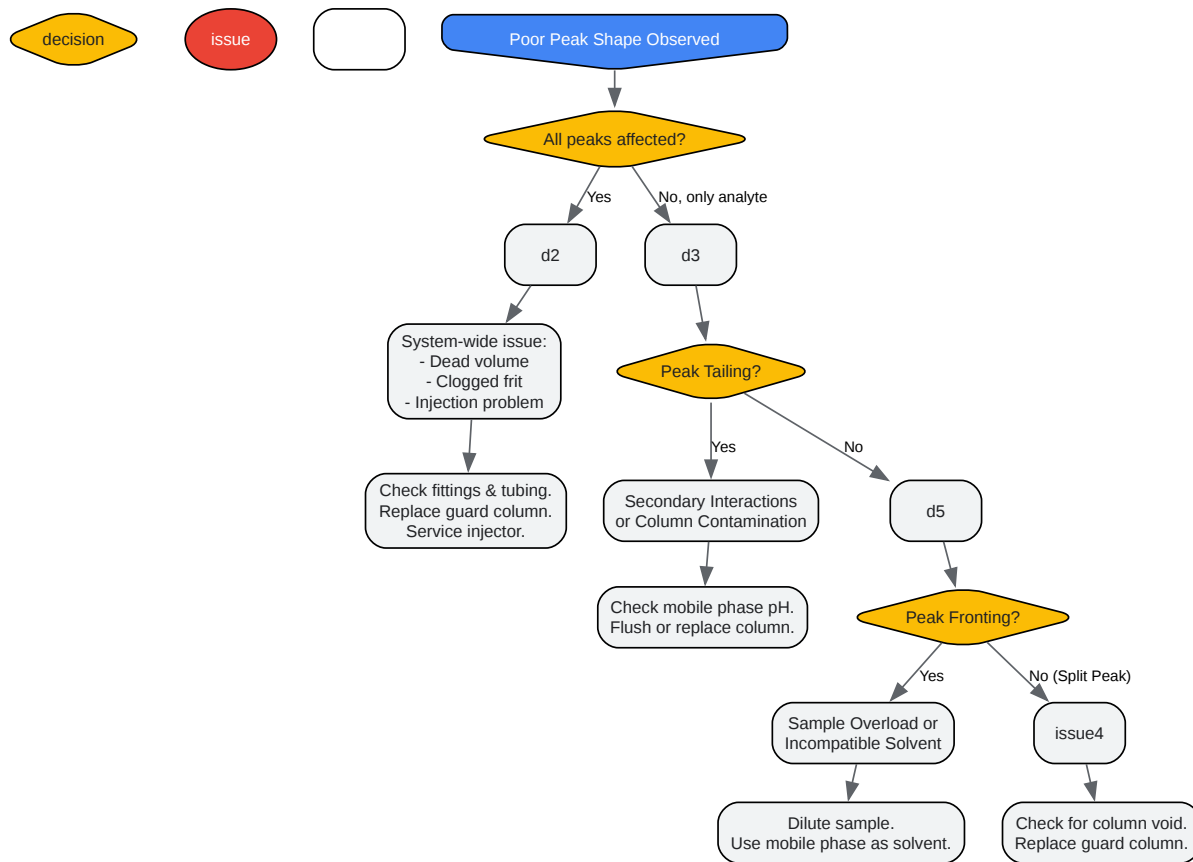 decision
issue
Poor Peak Shape Observed
All peaks affected?
Yes
No, only analyte
d2
d3
System-wide issue:
- Dead volume
- Clogged frit
- Injection problem
Peak Tailing?
Yes
No
Check fittings & tubing.
Replace guard column.
Service injector.
Secondary Interactions
or Column Contamination
d5
Check mobile phase pH.
Flush or replace column.
Peak Fronting?
Yes
No (Split Peak)
Sample Overload or
Incompatible Solvent
issue4
Dilute sample.
Use mobile phase as solvent.
Check for column void.
Replace guard column.